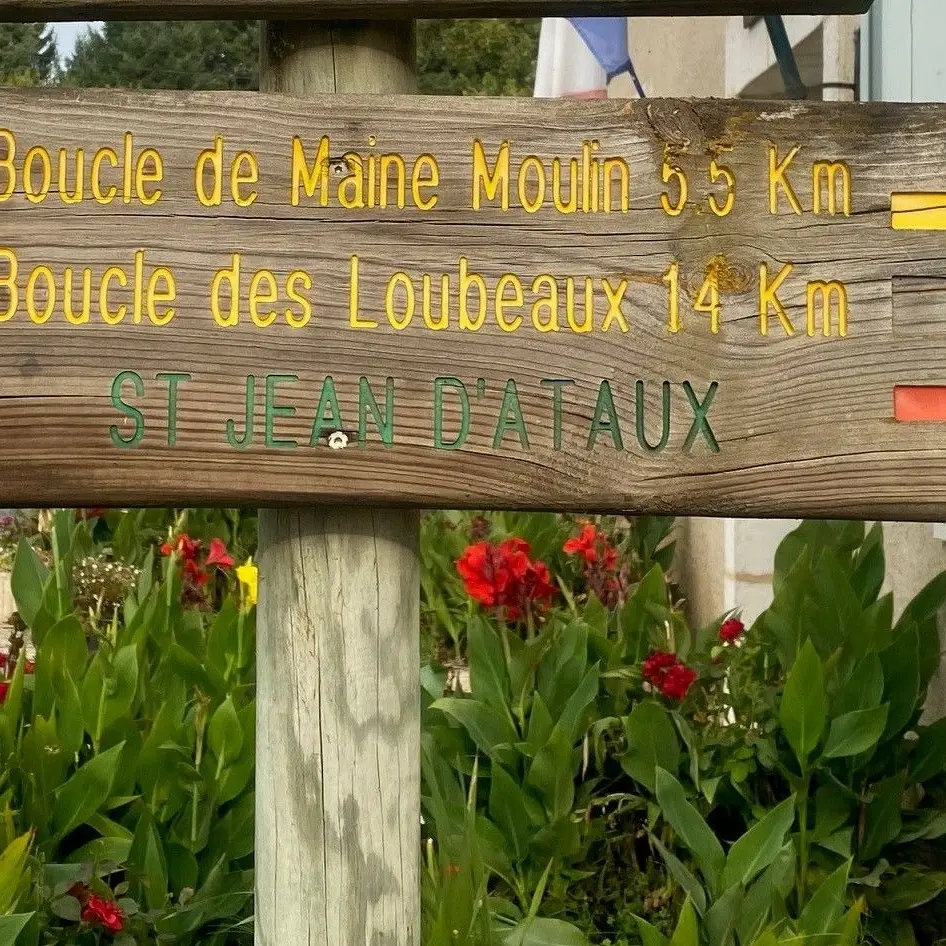 Boucle de Maine Moulin 5.5 Km
Boucle des Loubeaux 14 Km
ST JEAN D'ATAUX